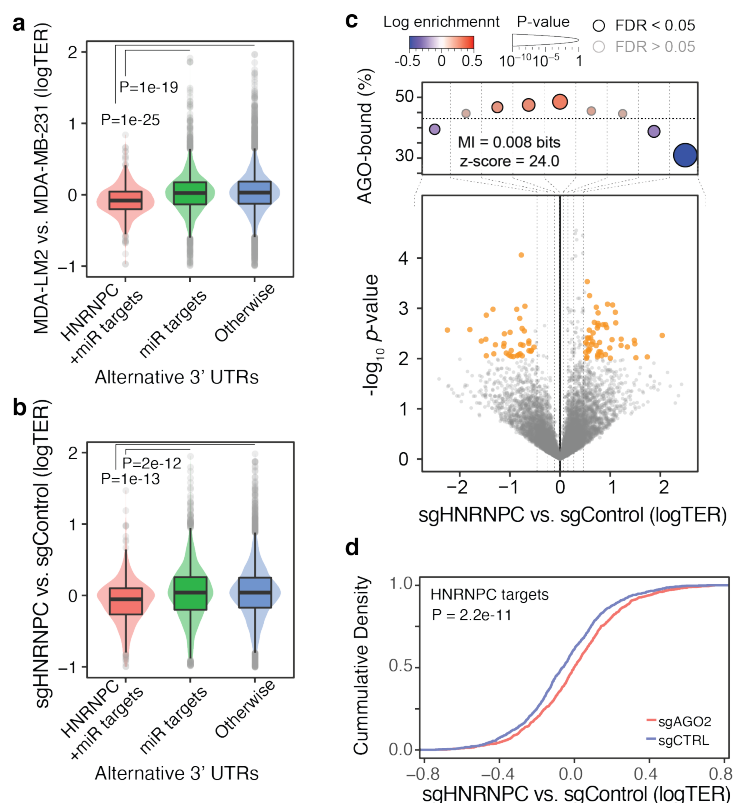 a
MDA-LM2 vs. MDA-MB-231 (logTER)
2
1
0
−1
P=1e-19
P=1e-25
HNRNPC
+miR targets
miR targets
Otherwise
Alternative 3’ UTRs
b
sgHNRNPC vs. sgControl (logTER)
2
1
0
−1
P=2e-12
P=1e-13
HNRNPC
+miR targets
miR targets
Otherwise
Alternative 3’ UTRs
c
Log enrichmennt
-0.5 0 0.5
P-value
10⁻¹⁰ 10⁻⁵ 1
FDR < 0.05
FDR > 0.05
AGO-bound (%)
50
30
MI = 0.008 bits
z-score = 24.0
-log₁₀ p-value
4
3
2
1
0
−2 −1 0 1 2
sgHNRNPC vs. sgControl (logTER)
d
Cummulative Density
1.0
0.5
0.0
HNRNPC targets
P = 2.2e-11
sgAGO2
sgCTRL
−0.8 −0.4 0.0 0.4 0.8
sgHNRNPC vs. sgControl (logTER)